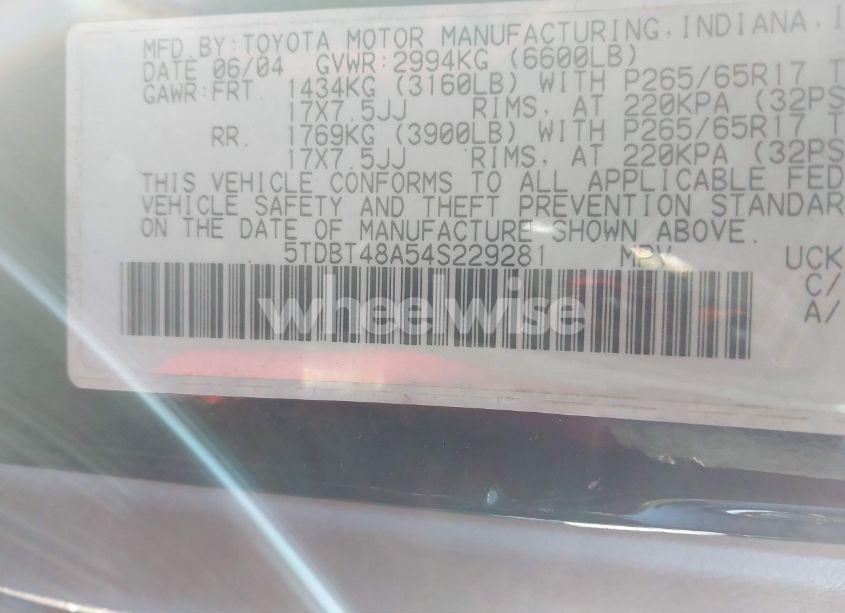 MFD.BY:TOYOTA MOTOR MANUFACTURING,INDIANA,I
DATE 06/04 GVWR:2994KG (6600LB)
GAWR:FRT. 1434KG (3160LB) WITH P265/65R17 T
17X7.5JJ RIMS, AT 220KPA (32PS
RR. 1769KG (3900LB) WITH P265/65R17 T
17X7.5JJ RIMS, AT 220KPA (32PS
THIS VEHICLE CONFORMS TO ALL APPLICABLE FED
VEHICLE SAFETY AND THEFT PREVENTION STANDAR
ON THE DATE OF MANUFACTURE SHOWN ABOVE.
5TDBT48A54S229281 MPV UCK
C/
A/
wheelwise